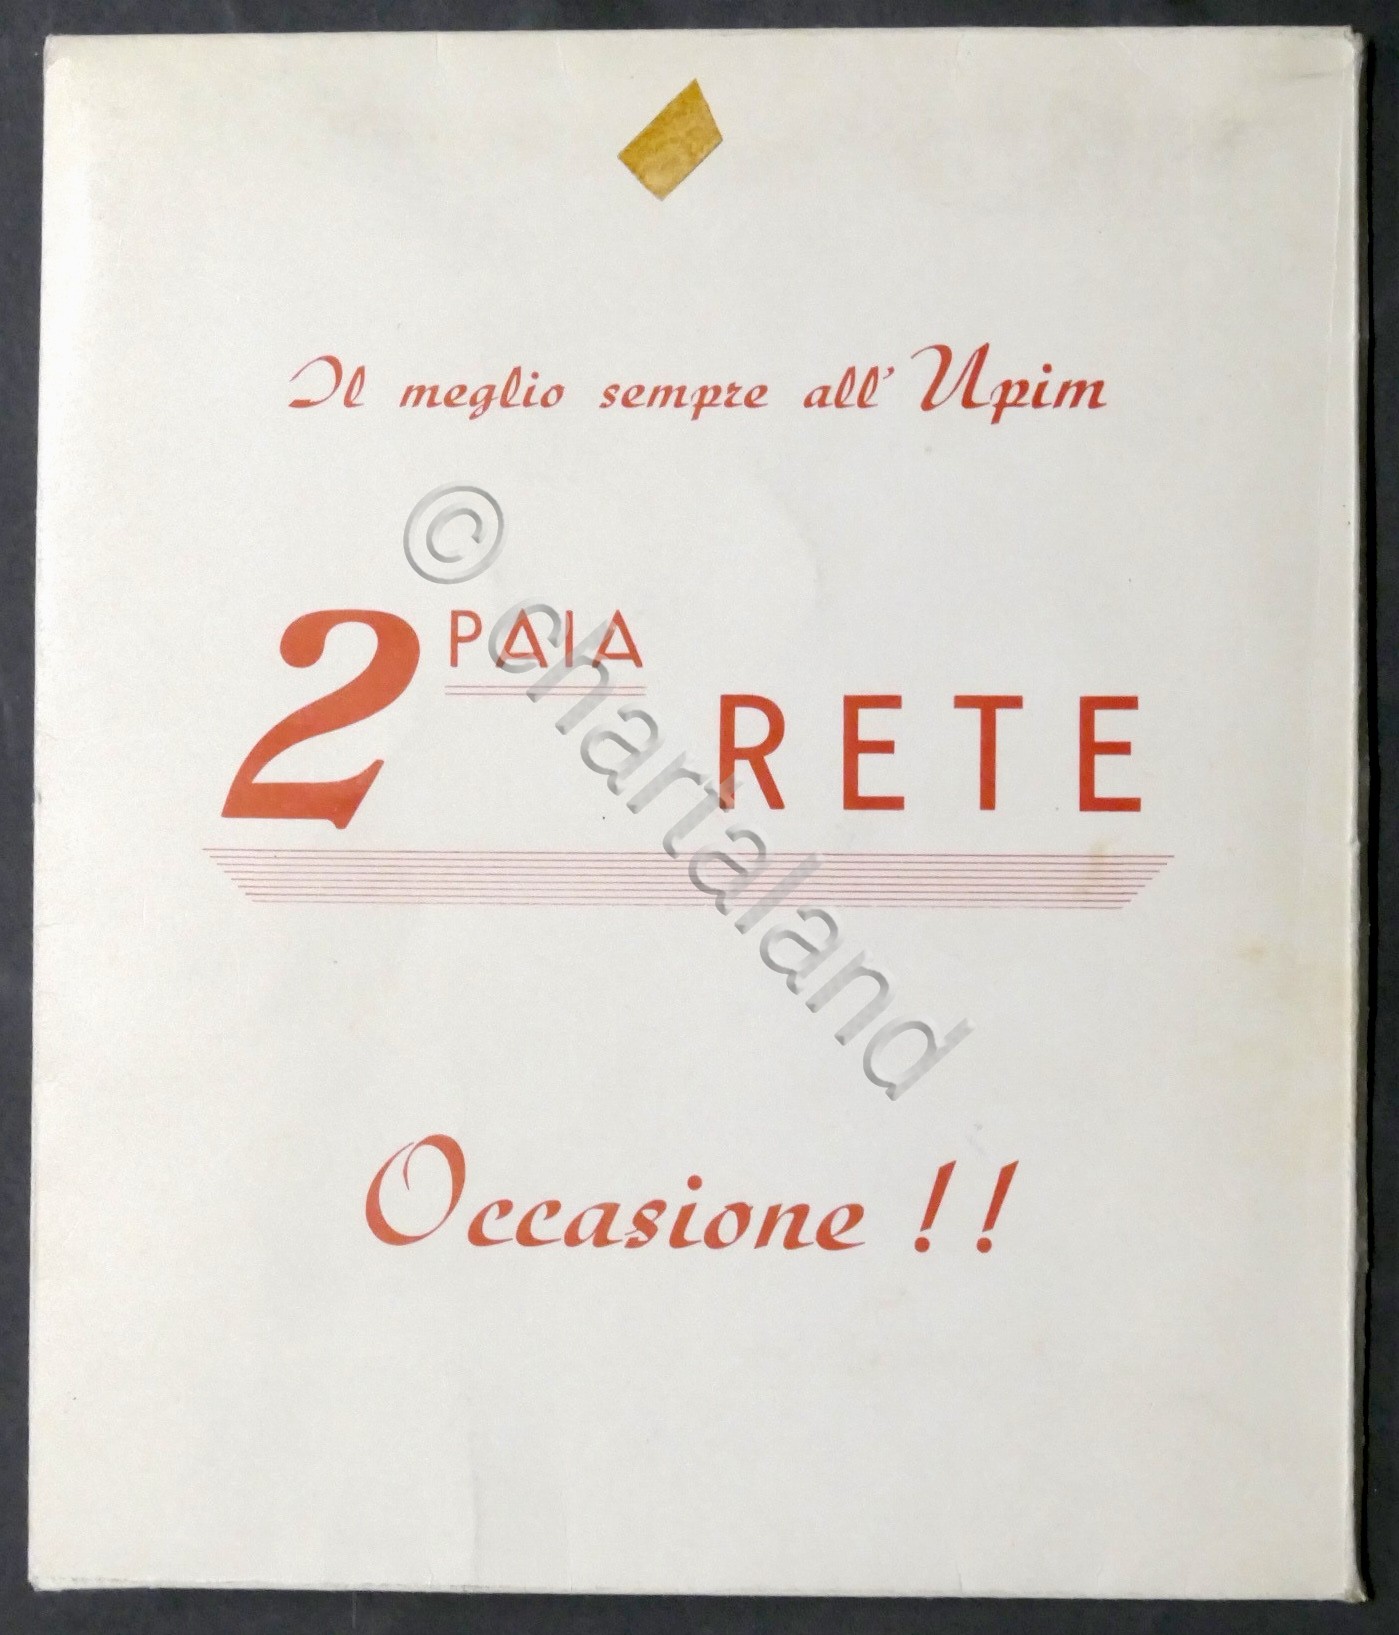 Il meglio sempre all' Upim
2 PAIA RETE
Occasione !!
© chartaland